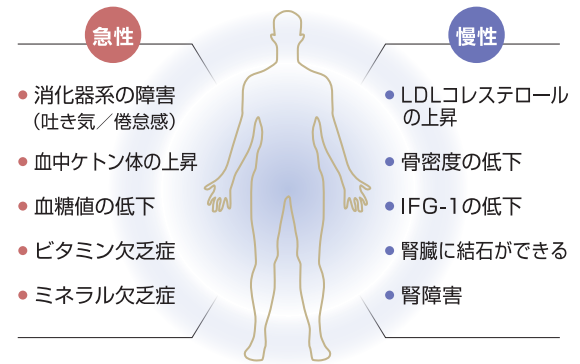 急性
消化器系の障害
（吐き気／倦怠感）
血中ケトン体の上昇
血糖値の低下
ビタミン欠乏症
ミネラル欠乏症
慢性
LDLコレステロール
の上昇
骨密度の低下
IFG-1の低下
腎臓に結石ができる
腎障害